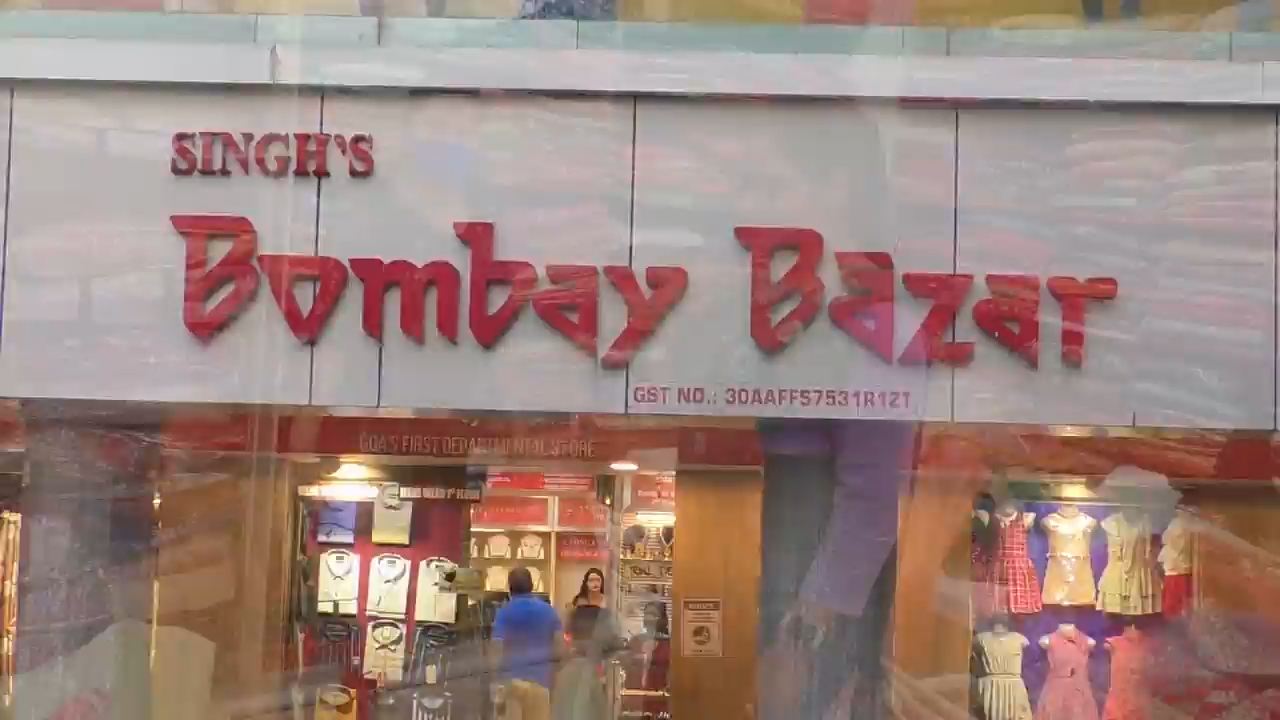 SINGH'S
Bombay Bazar
GST NO.: 30AAFFS7531R1Z1
GOA'S FIRST DEPARTMENTAL STORE